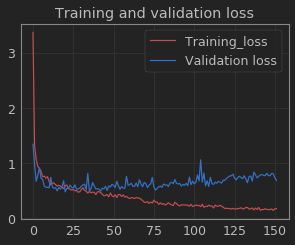 Training and validation loss
Training_loss
Validation loss
3
2
1
0
0 25 50 75 100 125 150